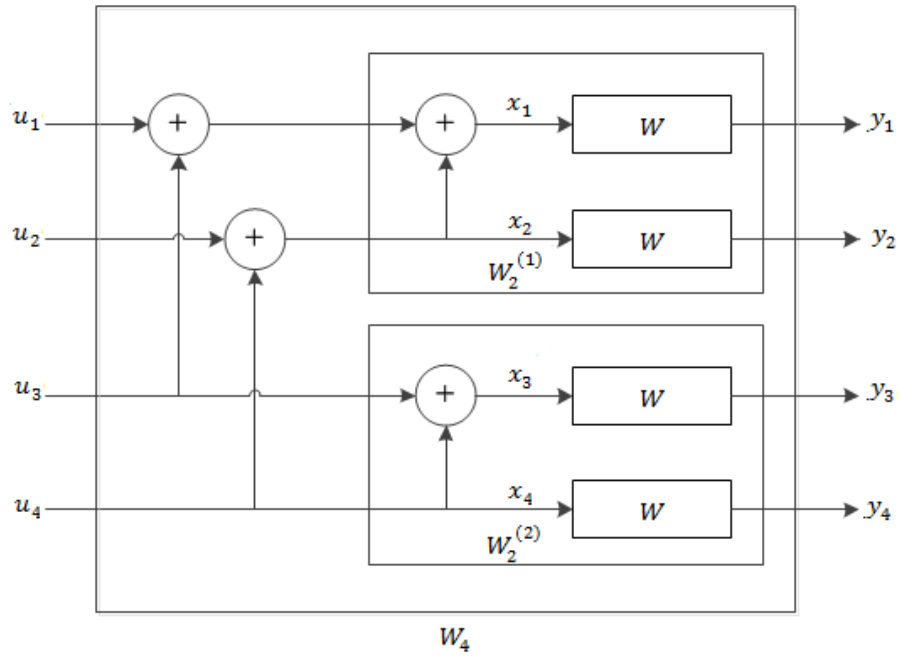 u₁ + + x₁ W y₁
u₂ + x₂ W y₂
W₂⁽¹⁾
u₃ + x₃ W y₃
u₄ x₄ W y₄
W₂⁽²⁾
W₄